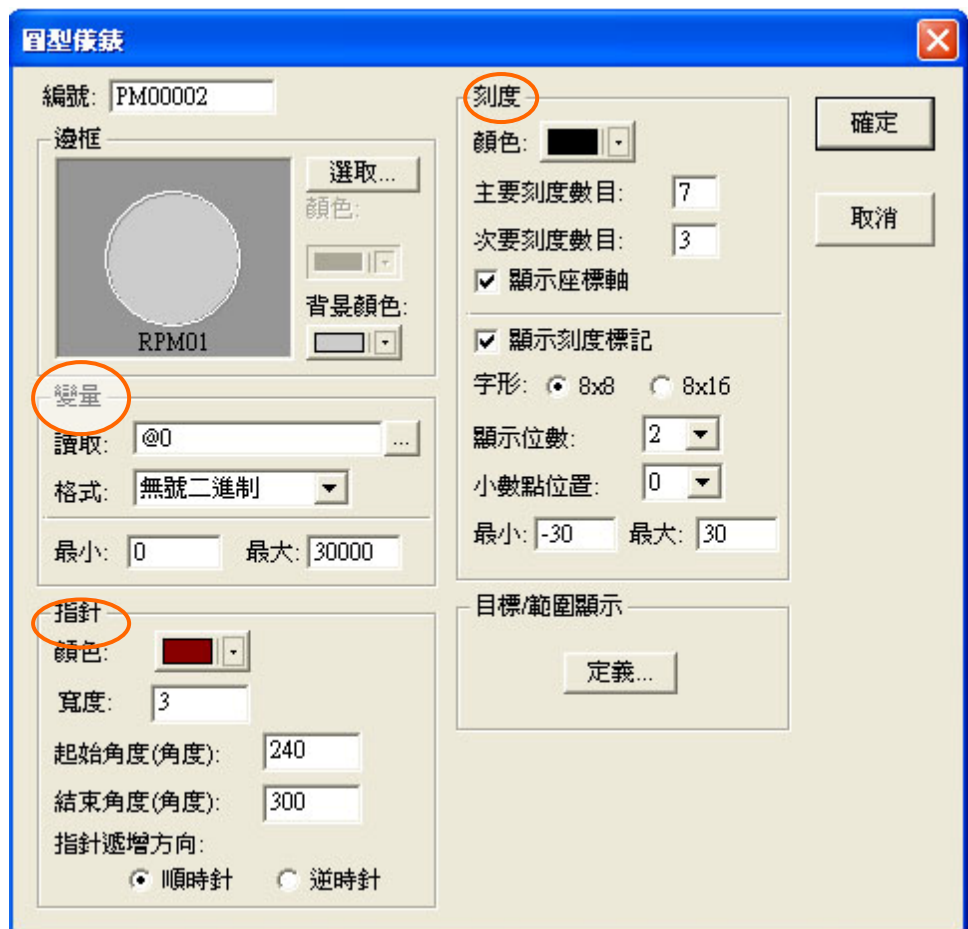 圓型儀錶
編號: PM00002
邊框
選取...
顏色:
背景顏色:
RPM01
變量
讀取: @0 ...
格式: 無號二進制
最小: 0 最大: 30000
指針
顏色:
寬度: 3
起始角度(角度): 240
結束角度(角度): 300
指針遞增方向:
順時針 逆時針
刻度
顏色:
主要刻度數目: 7
次要刻度數目: 3
顯示座標軸
顯示刻度標記
字形: 8x8 8x16
顯示位數: 2
小數點位置: 0
最小: -30 最大: 30
目標/範圍顯示
定義...
確定
取消